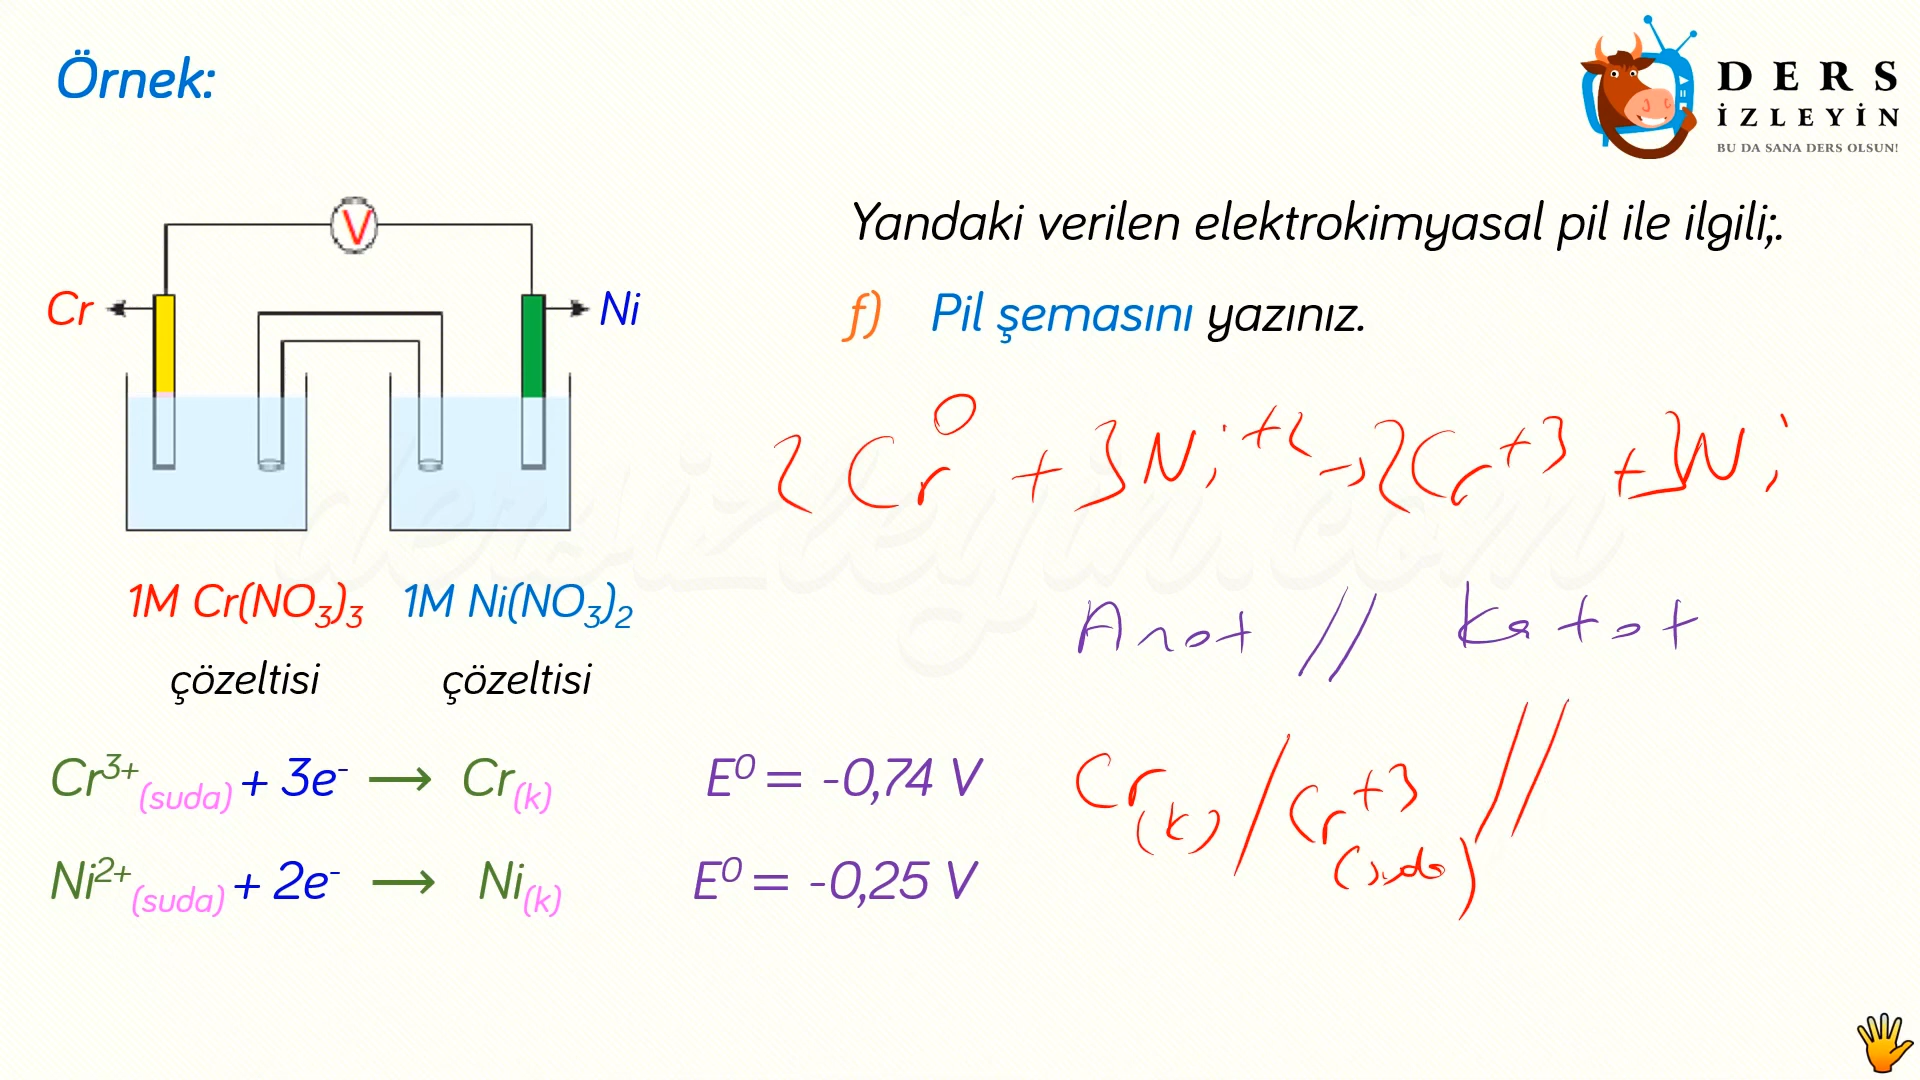 Örnek:
DERS
İZLEYİN
BU DA SANA DERS OLSUN!
V
Cr
Ni
1M Cr(NO₃)₃ 1M Ni(NO₃)₂
çözeltisi çözeltisi
Cr³⁺(suda) + 3e⁻ ⟶ Cr(k) E⁰ = -0,74 V
Ni²⁺(suda) + 2e⁻ ⟶ Ni(k) E⁰ = -0,25 V
Yandaki verilen elektrokimyasal pil ile ilgili;.
f) Pil şemasını yazınız.
2Cr⁰ + 3Ni⁺² → 2Cr⁺³ + 3Ni
Anot // Katot
Cr(k) / Cr⁺³(suda) //
dersizleyin.com